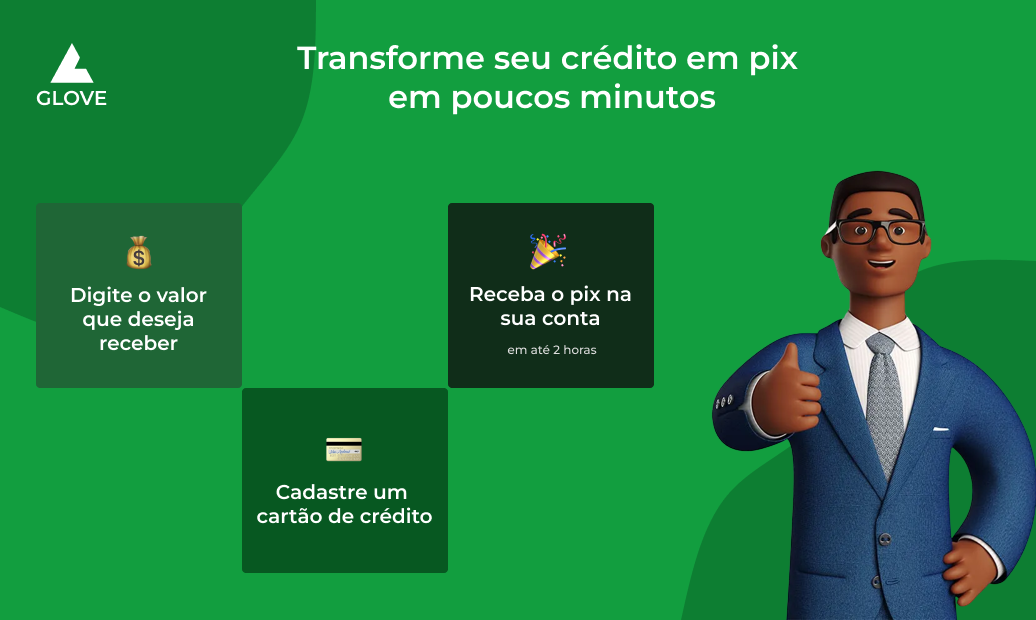 GLOVE
Transforme seu crédito em pix
em poucos minutos
Digite o valor
que deseja
receber
Cadastre um
cartão de crédito
Receba o pix na
sua conta
em até 2 horas